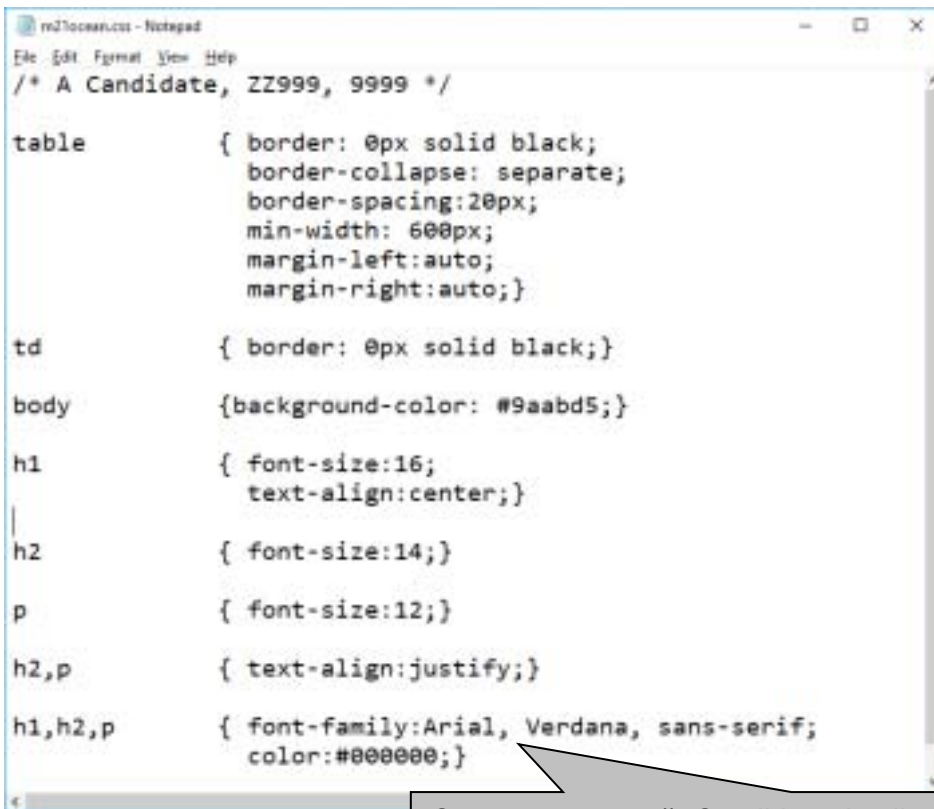 m21ocean.css - Notepad
File Edit Format View Help
/* A Candidate, ZZ999, 9999 */
table { border: 0px solid black;
border-collapse: separate;
border-spacing:20px;
min-width: 600px;
margin-left:auto;
margin-right:auto;}
td { border: 0px solid black;}
body {background-color: #9aabd5;}
h1 { font-size:16;
text-align:center;}
h2 { font-size:14;}
p { font-size:12;}
h2,p { text-align:justify;}
h1,h2,p { font-family:Arial, Verdana, sans-serif;
color:#000000;}